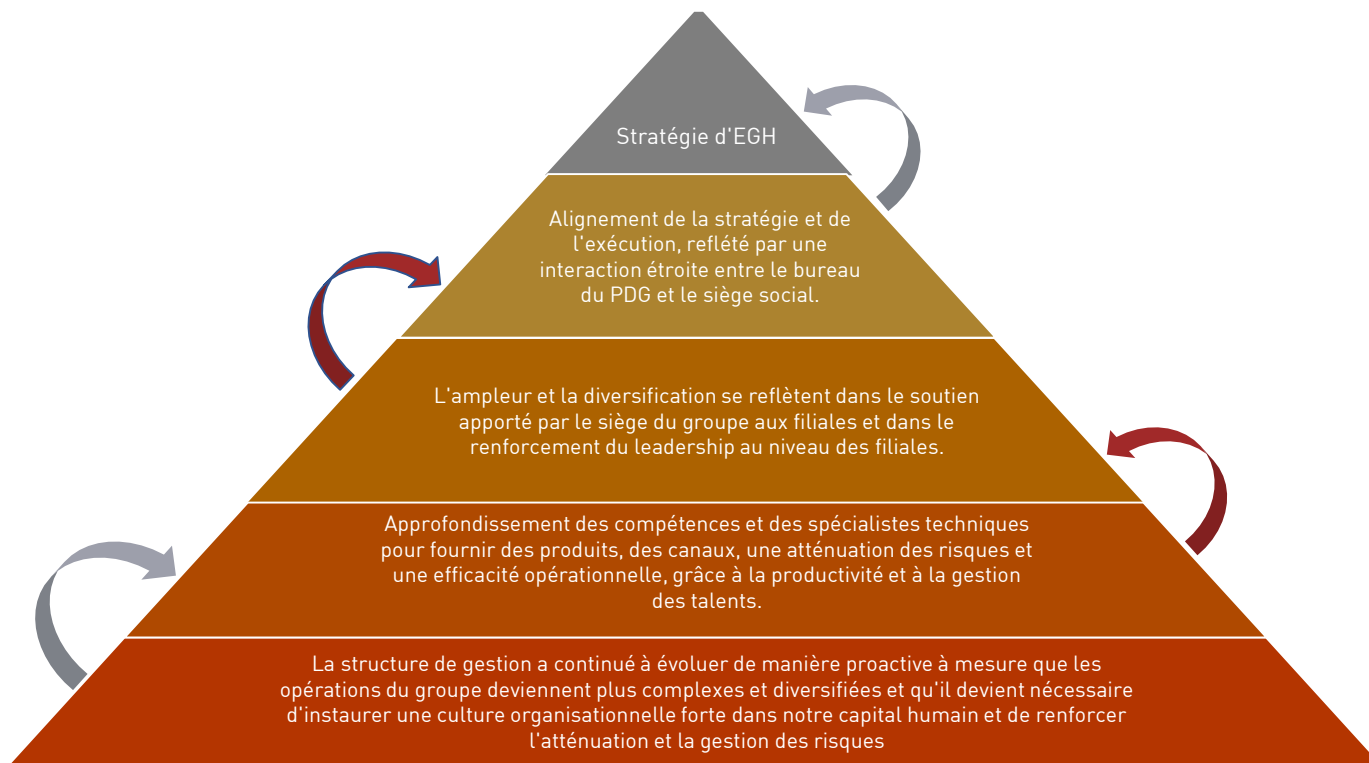 Stratégie d'EGH
Alignement de la stratégie et de
l'exécution, reflété par une
interaction étroite entre le bureau
du PDG et le siège social.
L'ampleur et la diversification se reflètent dans le soutien
apporté par le siège du groupe aux filiales et dans le
renforcement du leadership au niveau des filiales.
Approfondissement des compétences et des spécialistes techniques
pour fournir des produits, des canaux, une atténuation des risques et
une efficacité opérationnelle, grâce à la productivité et à la gestion
des talents.
La structure de gestion a continué à évoluer de manière proactive à mesure que les
opérations du groupe deviennent plus complexes et diversifiées et qu'il devient nécessaire
d'instaurer une culture organisationnelle forte dans notre capital humain et de renforcer
l'atténuation et la gestion des risques